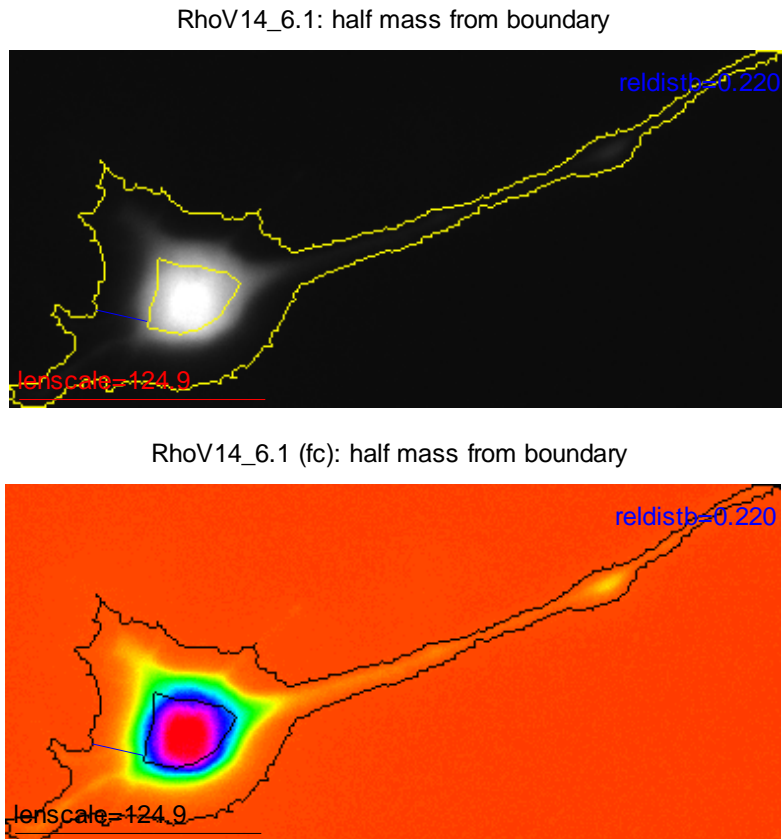 RhoV14_6.1: half mass from boundary
reldistb=0.220
lenscale=124.9
RhoV14_6.1 (fc): half mass from boundary
reldistb=0.220
lenscale=124.9